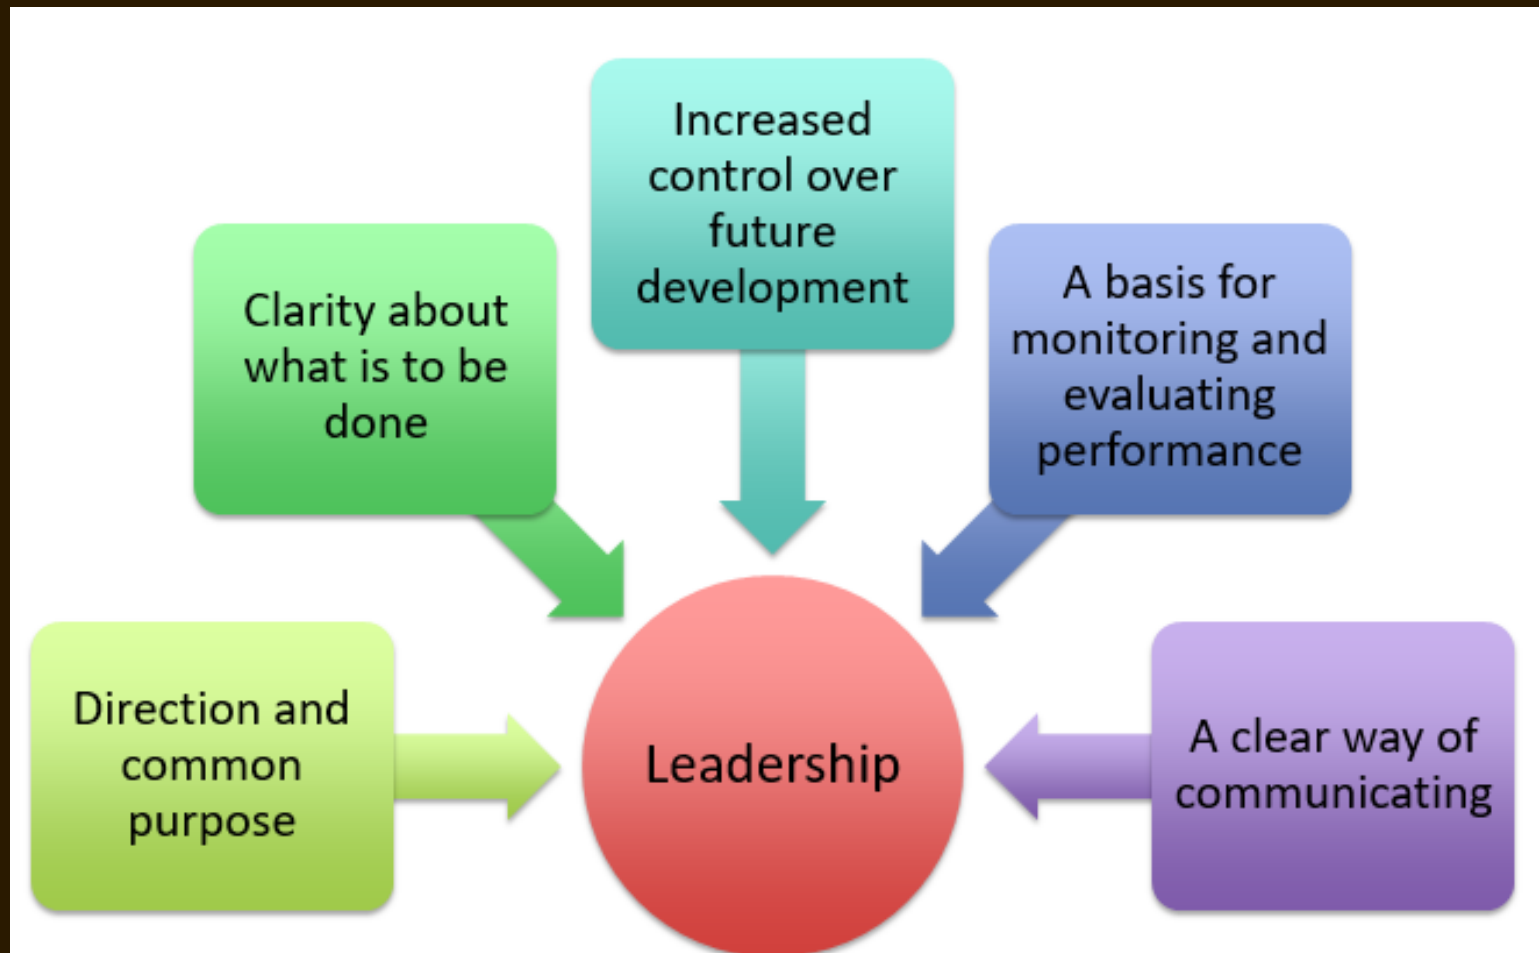 Increased
control over
future
development
Clarity about
what is to be
done
A basis for
monitoring and
evaluating
performance
Direction and
common
purpose
Leadership
A clear way of
communicating